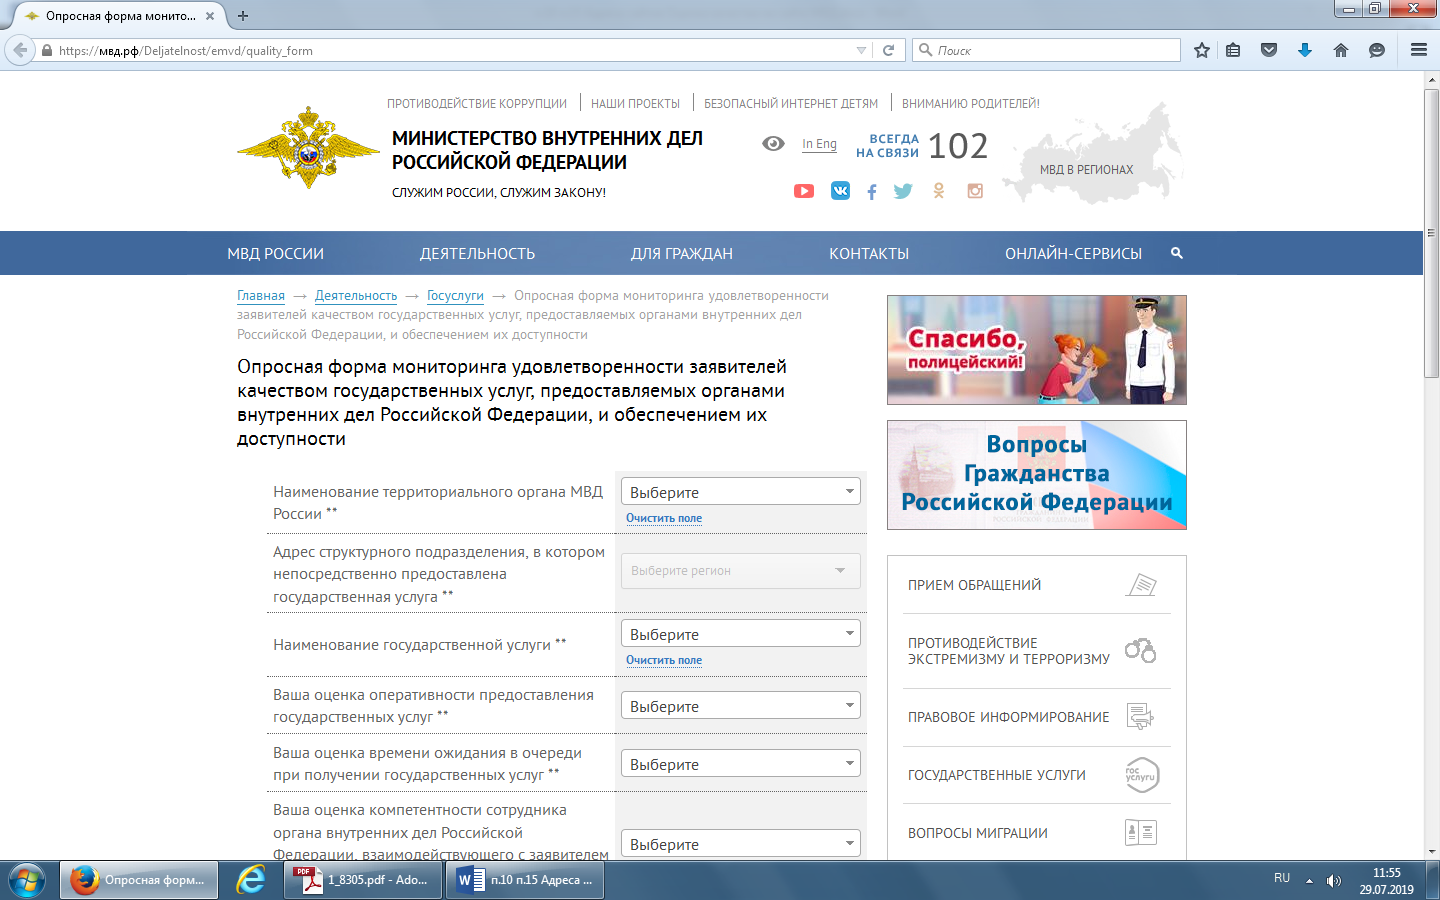 Опросная форма монито...
https://мвд.рф/Deljatelnost/emvd/quality_form
Поиск
ПРОТИВОДЕЙСТВИЕ КОРРУПЦИИ
НАШИ ПРОЕКТЫ
БЕЗОПАСНЫЙ ИНТЕРНЕТ ДЕТЯМ
ВНИМАНИЮ РОДИТЕЛЕЙ!
МИНИСТЕРСТВО ВНУТРЕННИХ ДЕЛ
РОССИЙСКОЙ ФЕДЕРАЦИИ
СЛУЖИМ РОССИИ, СЛУЖИМ ЗАКОНУ!
In Eng
ВСЕГДА
НА СВЯЗИ
102
МВД В РЕГИОНАХ
МВД РОССИИ
ДЕЯТЕЛЬНОСТЬ
ДЛЯ ГРАЖДАН
КОНТАКТЫ
ОНЛАЙН-СЕРВИСЫ
Главная → Деятельность → Госуслуги → Опросная форма мониторинга удовлетворенности
заявителей качеством государственных услуг, предоставляемых органами внутренних дел
Российской Федерации, и обеспечением их доступности
Опросная форма мониторинга удовлетворенности заявителей
качеством государственных услуг, предоставляемых органами
внутренних дел Российской Федерации, и обеспечением их
доступности
Наименование территориального органа МВД
России **
Выберите
Очистить поле
Адрес структурного подразделения, в котором
непосредственно предоставлена
государственная услуга **
Выберите регион
Наименование государственной услуги **
Выберите
Очистить поле
Ваша оценка оперативности предоставления
государственных услуг **
Выберите
Ваша оценка времени ожидания в очереди
при получении государственных услуг **
Выберите
Ваша оценка компетентности сотрудника
органа внутренних дел Российской
Федерации, взаимодействующего с заявителем
Выберите
Спасибо,
полицейский!
Вопросы
Гражданства
Российской Федерации
ПРИЕМ ОБРАЩЕНИЙ
ПРОТИВОДЕЙСТВИЕ
ЭКСТРЕМИЗМУ И ТЕРРОРИЗМУ
ПРАВОВОЕ ИНФОРМИРОВАНИЕ
ГОСУДАРСТВЕННЫЕ УСЛУГИ
гос
услуги
ВОПРОСЫ МИГРАЦИИ
Опросная форм...
PDF
1_8305.pdf - Ado...
п.10 п.15 Адреса ...
RU
11:55
29.07.2019